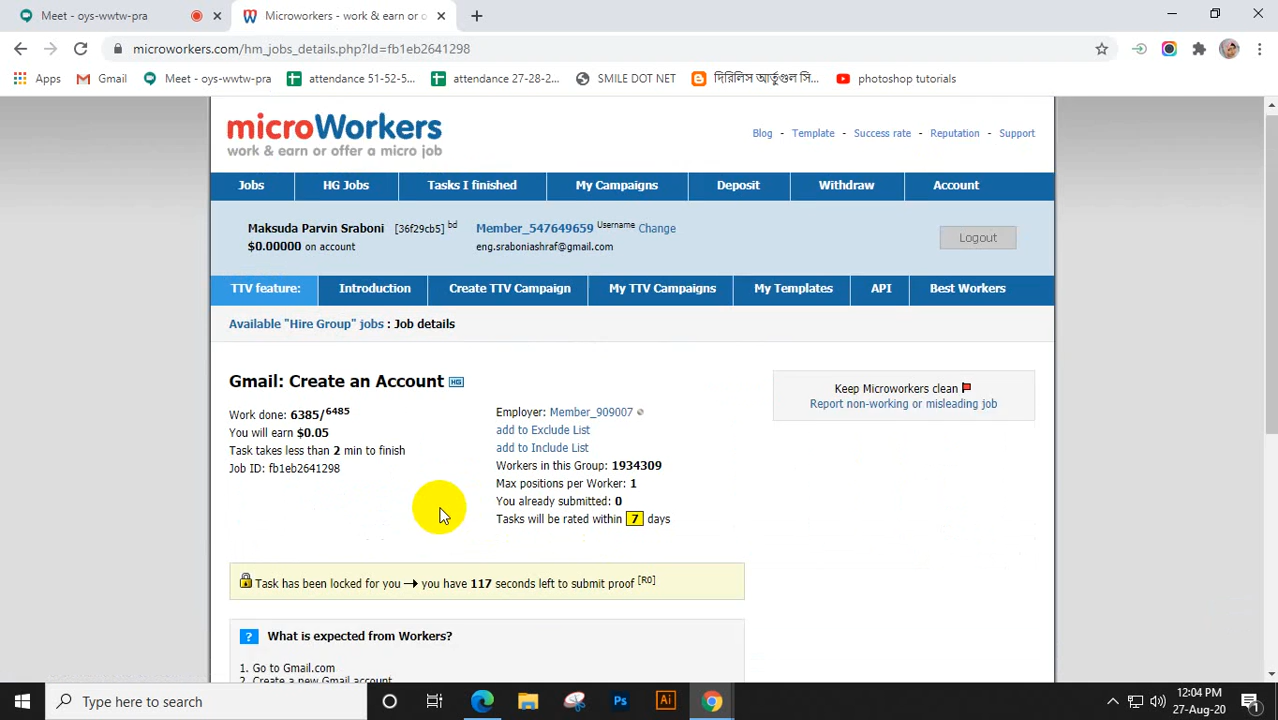 Meet - oys-wwtw-pra
Microworkers - work & earn or o
microworkers.com/hm_jobs_details.php?Id=fb1eb2641298
Apps Gmail Meet - oys-wwtw-pra attendance 51-52-5... attendance 27-28-2... SMILE DOT NET দিরিলিস আর্তুগুল সি... photoshop tutorials
microWorkers
work & earn or offer a micro job
Blog - Template - Success rate - Reputation - Support
Jobs HG Jobs Tasks I finished My Campaigns Deposit Withdraw Account
Maksuda Parvin Sraboni [36f29cb5] bd Member_547649659 Username Change
$0.00000 on account eng.sraboniashraf@gmail.com
Logout
TTV feature: Introduction Create TTV Campaign My TTV Campaigns My Templates API Best Workers
Available "Hire Group" jobs : Job details
Gmail: Create an Account HG
Work done: 6385/6485
You will earn $0.05
Task takes less than 2 min to finish
Job ID: fb1eb2641298
Employer: Member_909007
add to Exclude List
add to Include List
Workers in this Group: 1934309
Max positions per Worker: 1
You already submitted: 0
Tasks will be rated within 7 days
Keep Microworkers clean
Report non-working or misleading job
Task has been locked for you → you have 117 seconds left to submit proof [R0]
? What is expected from Workers?
1. Go to Gmail.com
2. Create a new Gmail account
Type here to search
Ps
Ai
12:04 PM
27-Aug-20
1